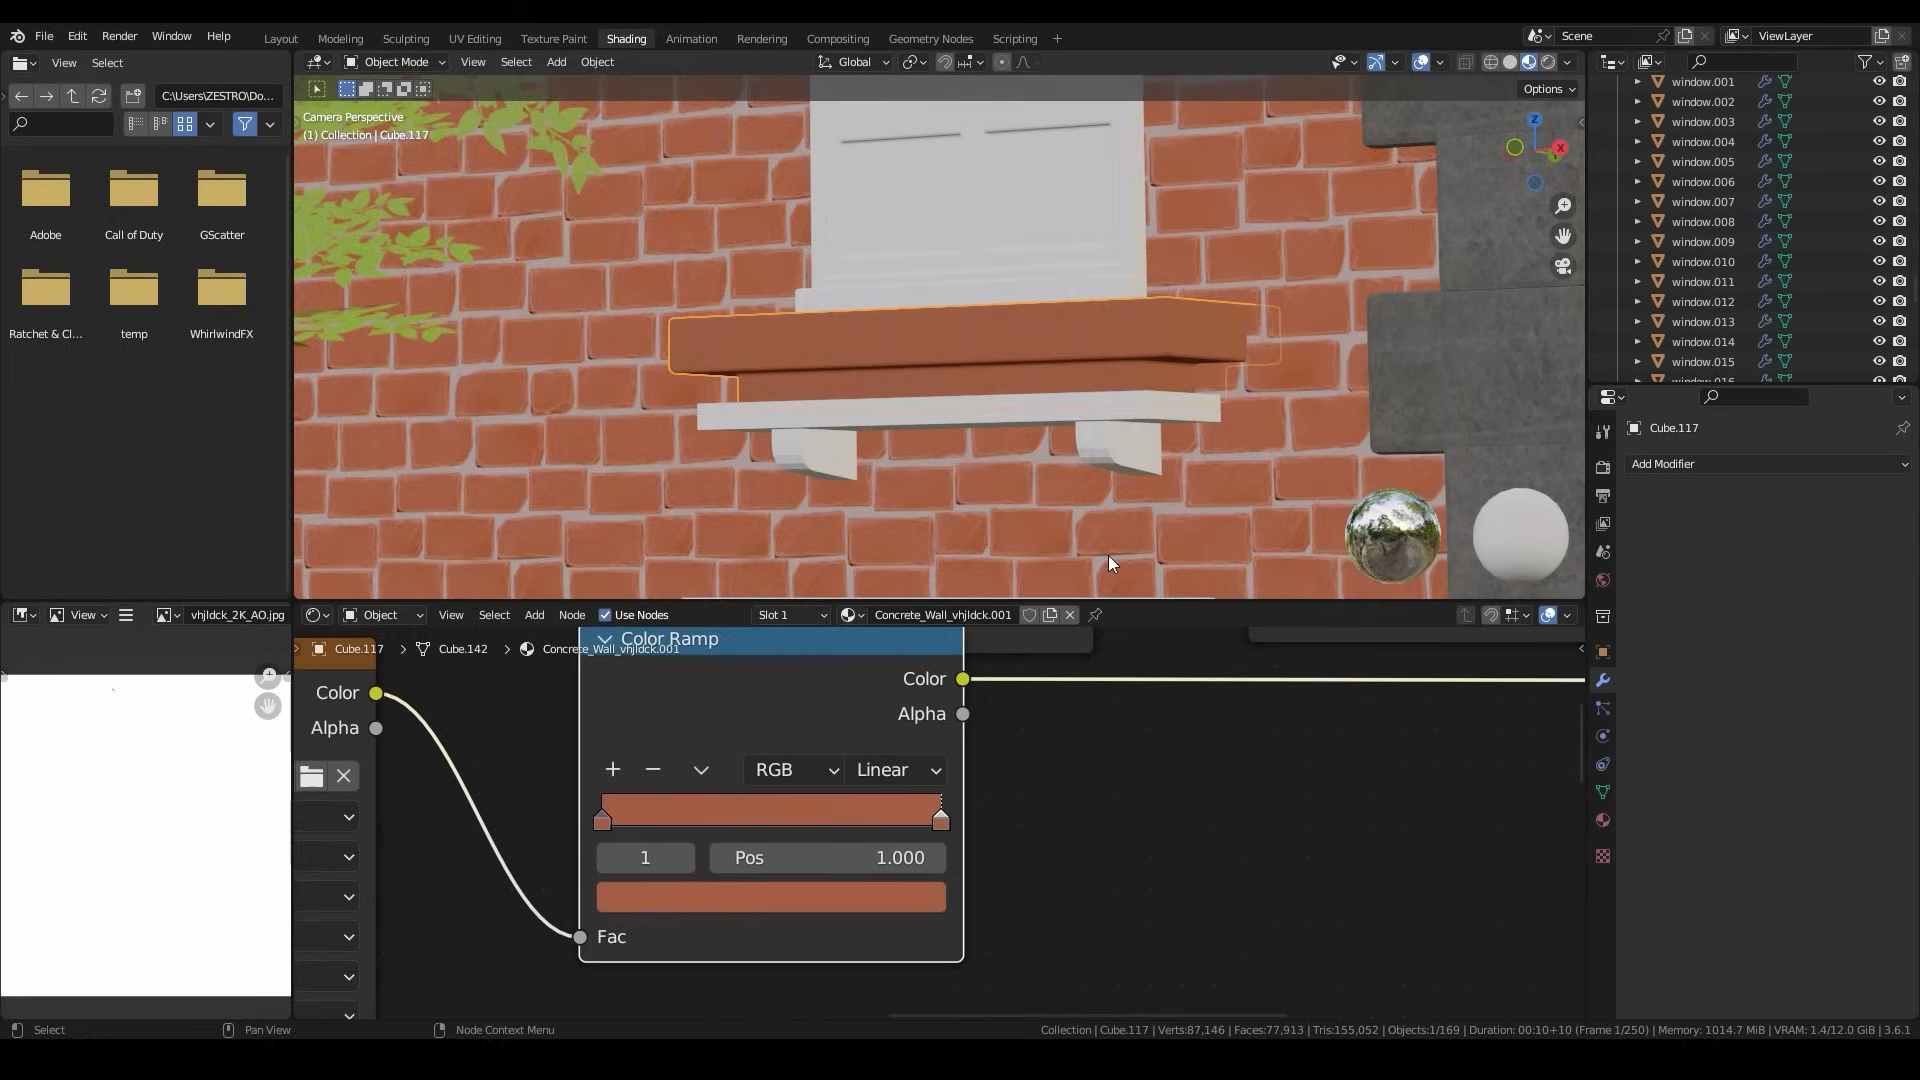 File Edit Render Window Help
Layout Modeling Sculpting UV Editing Texture Paint Shading Animation Rendering Compositing Geometry Nodes Scripting +
Scene
ViewLayer
View Select
Object Mode View Select Add Object
Global
C:\Users\ZESTRO\Do...
Options
Camera Perspective
(1) Collection | Cube.117
Z
X
Adobe
Call of Duty
GScatter
Ratchet & Cl...
temp
WhirlwindFX
window.001
window.002
window.003
window.004
window.005
window.006
window.007
window.008
window.009
window.010
window.011
window.012
window.013
window.014
window.015
window.016
Cube.117
Add Modifier
View
vhjldck_2K_AO.jpg
Object View Select Add Node Use Nodes Slot 1 Concrete_Wall_vhjldck.001
Color Ramp
Cube.117 > Cube.142 > Concrete_Wall_vhjldck.001
Color
Alpha
Color
Alpha
RGB
Linear
1
Pos 1.000
Fac
Select
Pan View
Node Context Menu
Collection | Cube.117 | Verts:87,146 | Faces:77,913 | Tris:155,052 | Objects:1/169 | Duration: 00:10+10 (Frame 1/250) | Memory: 1014.7 MiB | VRAM: 1.4/12.0 GiB | 3.6.1